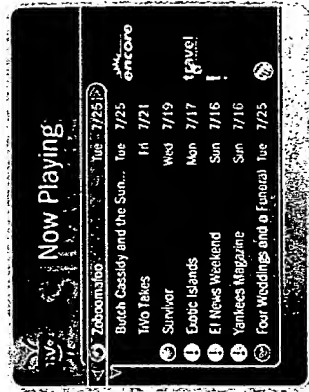 TiVo Now Playing
Zoboomafoo Tue 7/25
Butch Cassidy and the Sun... Tue 7/25
TiVo Takes Fri 7/21
Survivor Wed 7/19
Exotic Islands Mon 7/17
E! News Weekend Sun 7/16
Yankees Magazine Sun 7/16
Four Weddings and a Funeral Tue 7/25
encore
travel